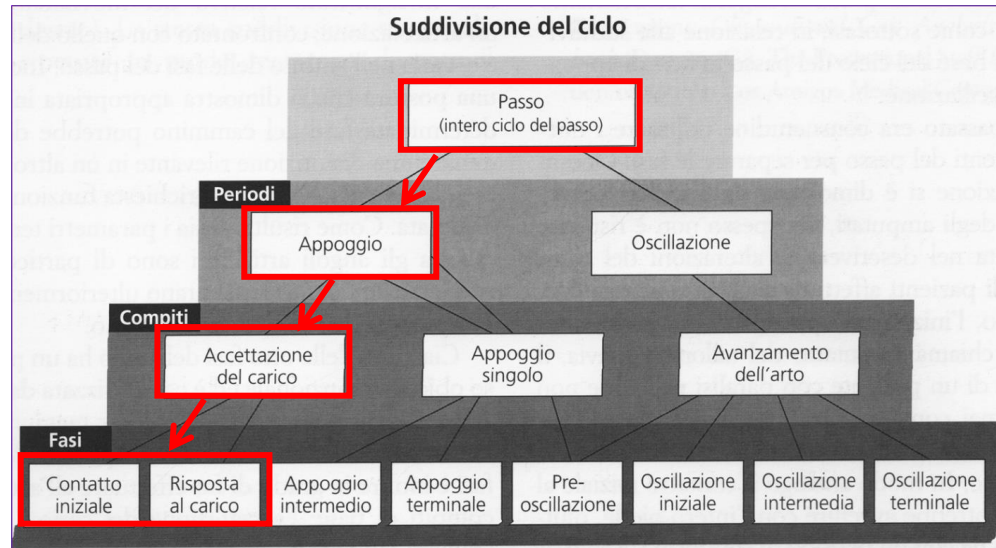 Suddivisione del ciclo
Passo
(intero ciclo del passo)
Periodi
Appoggio
Oscillazione
Compiti
Accettazione
del carico
Appoggio
singolo
Avanzamento
dell'arto
Fasi
Contatto
iniziale
Risposta
al carico
Appoggio
intermedio
Appoggio
terminale
Pre-
oscillazione
Oscillazione
iniziale
Oscillazione
intermedia
Oscillazione
terminale